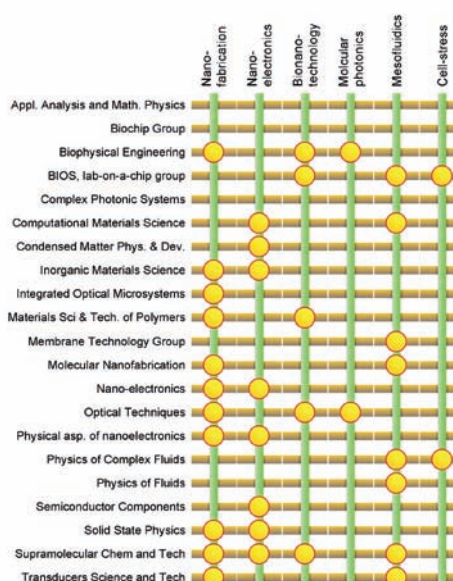 Nano-
fabrication
Nano-
electronics
Bionano-
technology
Molcular
photonics
Mesofluidics
Cell-stress
Appl. Analysis and Math. Physics
Biochip Group
Biophysical Engineering
BIOS, lab-on-a-chip group
Complex Photonic Systems
Computational Materials Science
Condensed Matter Phys. & Dev.
Inorganic Materials Science
Integrated Optical Microsystems
Materials Sci & Tech. of Polymers
Membrane Technology Group
Molecular Nanofabrication
Nano-electronics
Optical Techniques
Physical asp. of nanoelectronics
Physics of Complex Fluids
Physics of Fluids
Semiconductor Components
Solid State Physics
Supramolecular Chem and Tech
Transducers Science and Tech